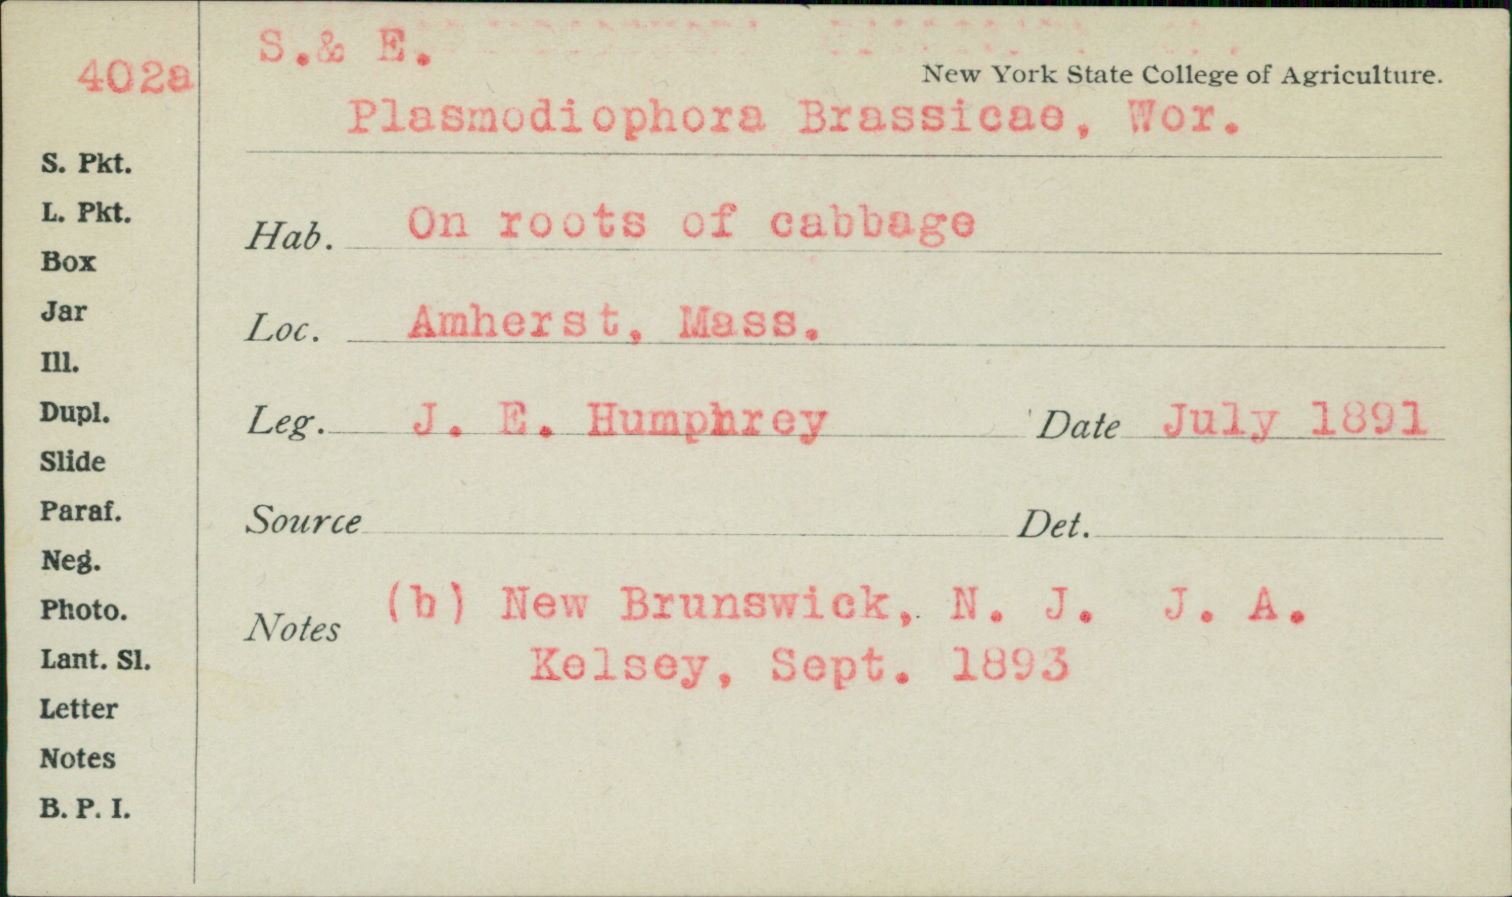 402a
S.& E.
New York State College of Agriculture.
Plasmodiophora Brassicae, Wor.
S. Pkt.
L. Pkt.
Box
Jar
Ill.
Dupl.
Slide
Paraf.
Neg.
Photo.
Lant. Sl.
Letter
Notes
B. P. I.
Hab. On roots of cabbage
Loc. Amherst, Mass.
Leg. J. E. Humphrey Date July 1891
Source Det.
Notes (b) New Brunswick, N. J. J. A.
Kelsey, Sept. 1893